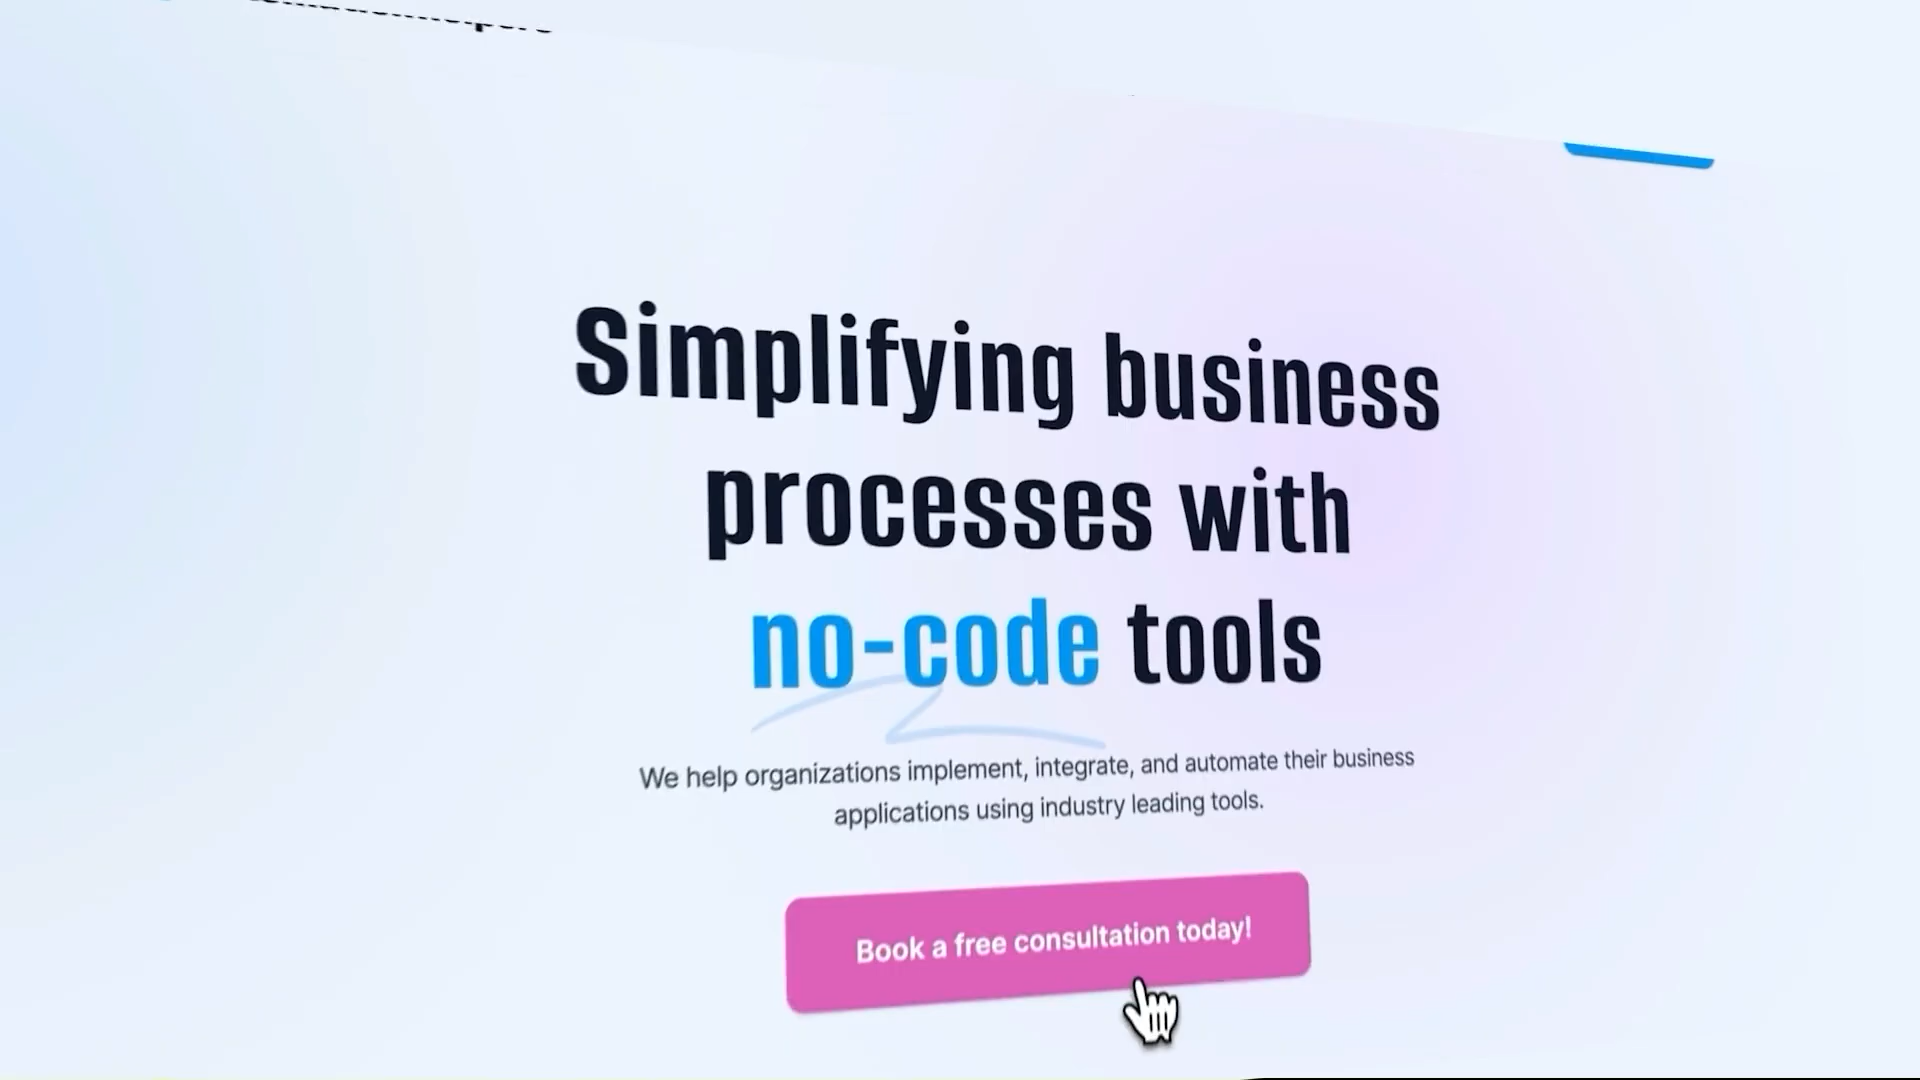 Simplifying business
processes with
no-code tools
We help organizations implement, integrate, and automate their business
applications using industry leading tools.
Book a free consultation today!